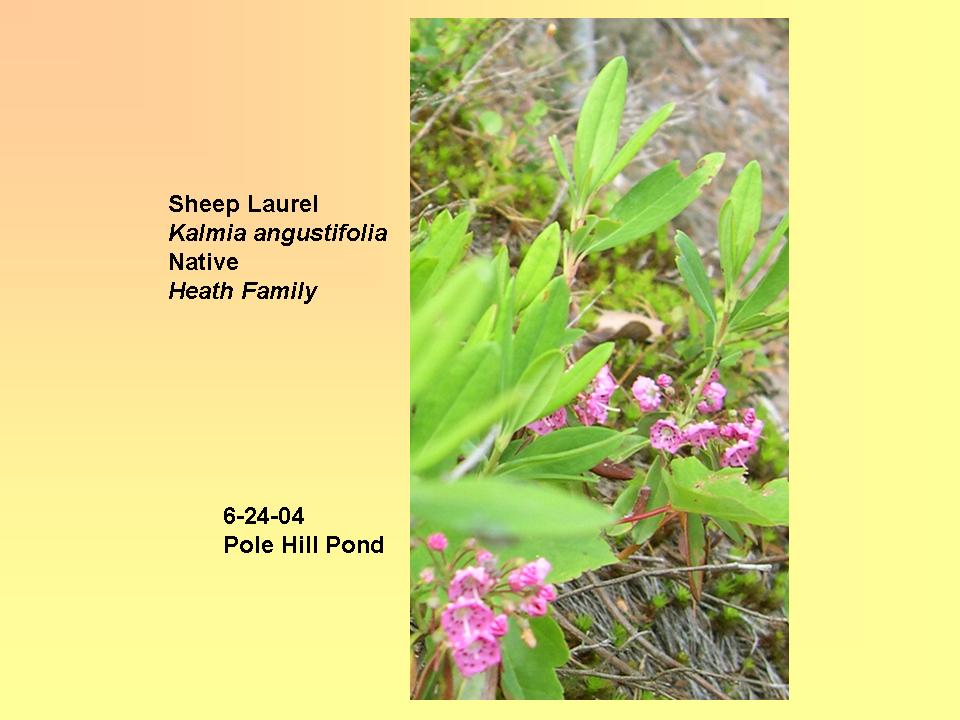 Sheep Laurel
Kalmia angustifolia
Native
Heath Family
6-24-04
Pole Hill Pond